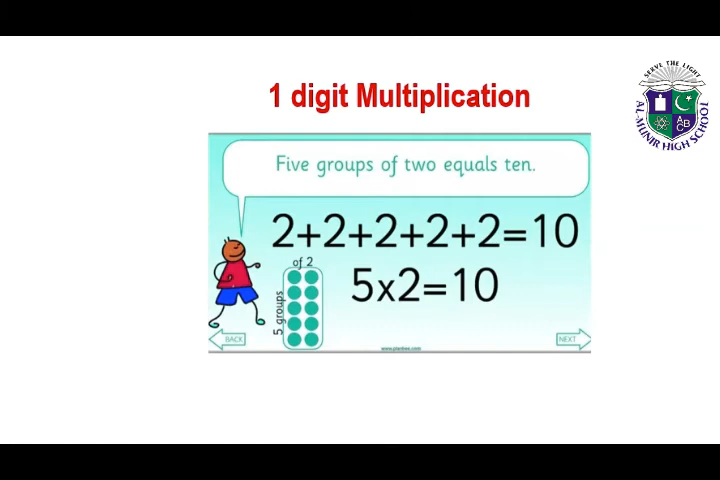 SERVE THE LIGHT
AL-MUNIR HIGH SCHOOL
A
B
C
1 digit Multiplication
Five groups of two equals ten.
2+2+2+2+2=10
of 2
5x2=10
5 groups
BACK
NEXT